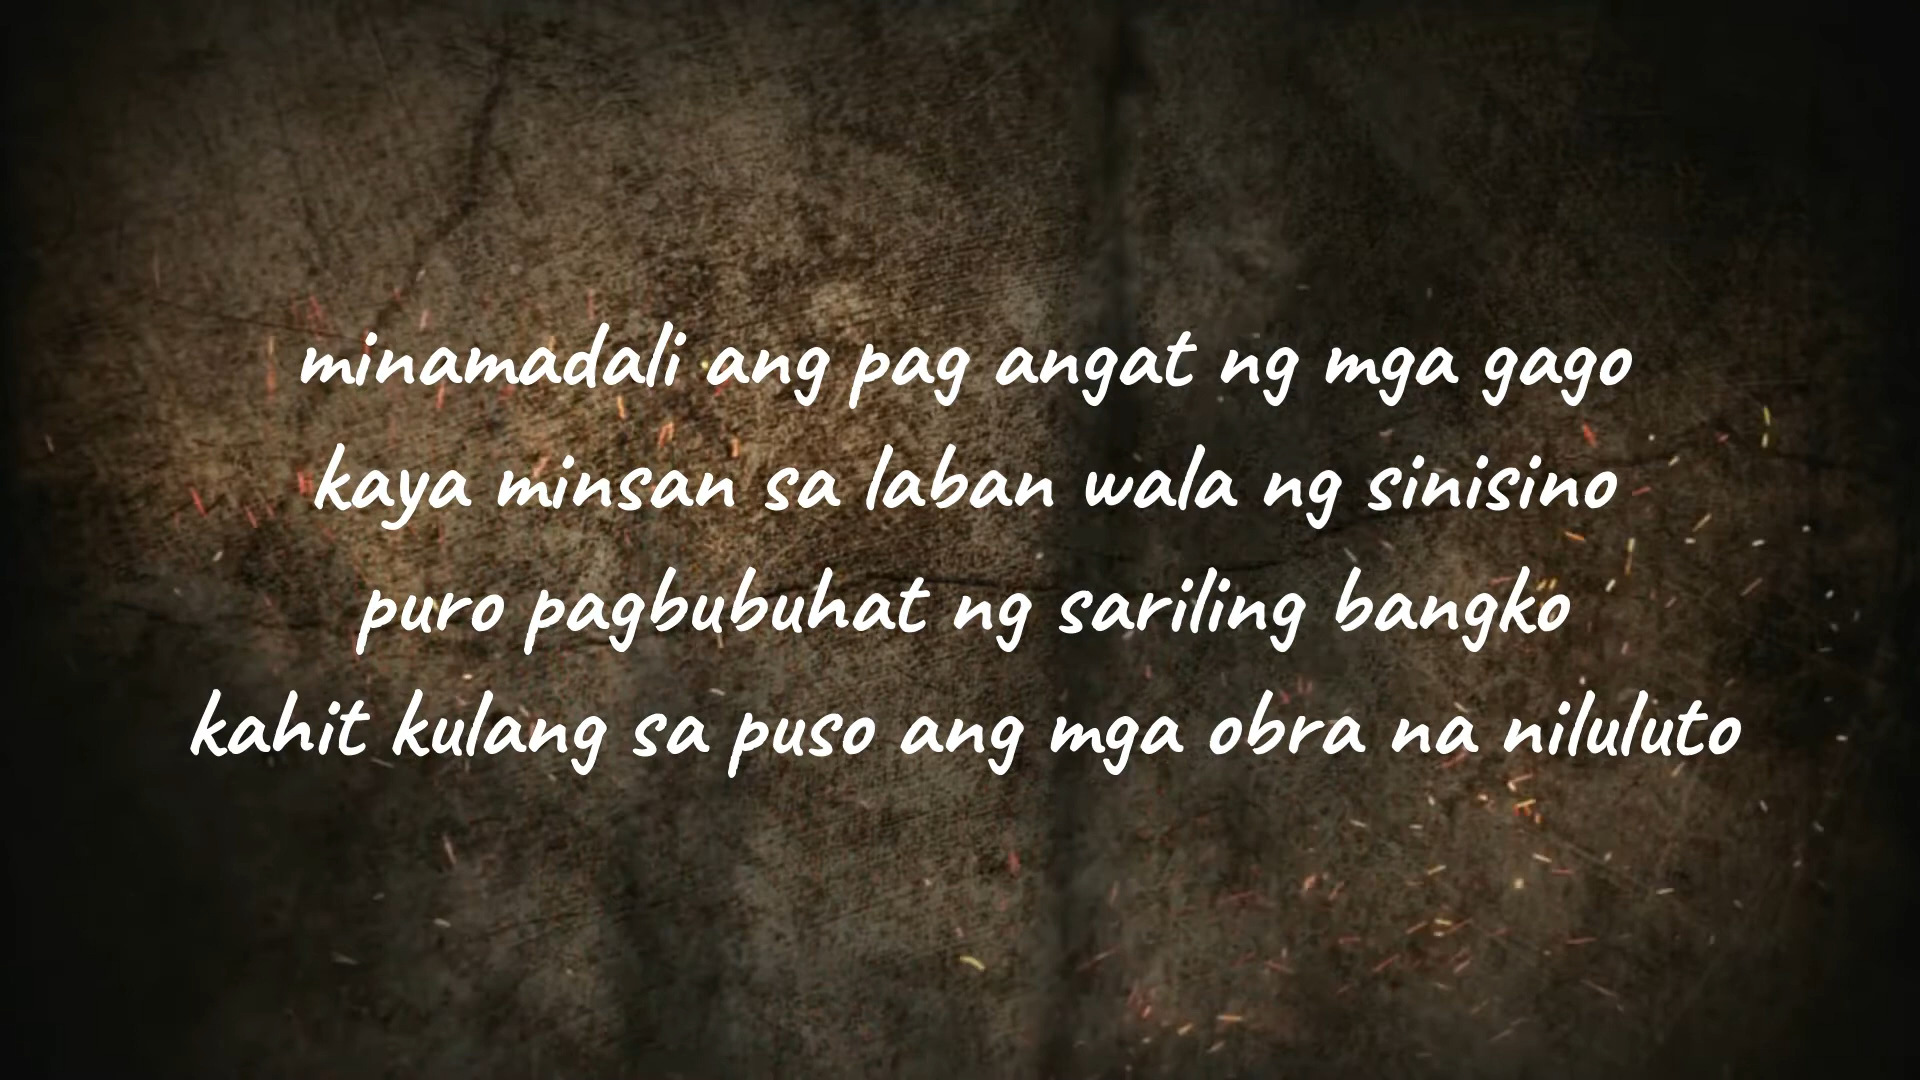 minamadali ang pag angat ng mga gago
kaya minsan sa laban wala ng sinisino
puro pagbubuhat ng sariling bangko
kahit kulang sa puso ang mga obra na niluluto